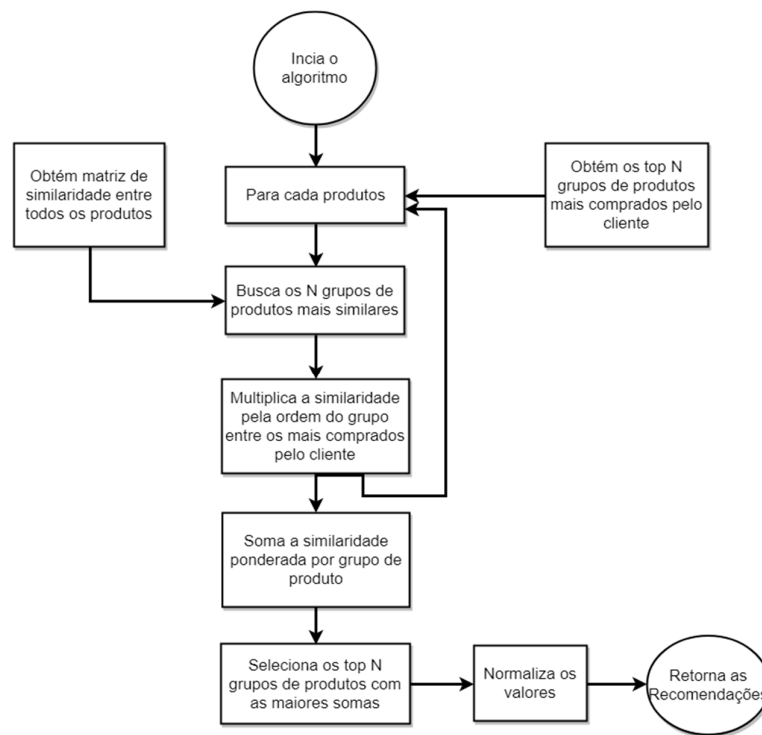 Incia o
algoritmo
Obtém matriz de
similaridade entre
todos os produtos
Para cada produtos
Obtém os top N
grupos de produtos
mais comprados pelo
cliente
Busca os N grupos de
produtos mais similares
Multiplica a similaridade
pela ordem do grupo
entre os mais comprados
pelo cliente
Soma a similaridade
ponderada por grupo de
produto
Seleciona os top N
grupos de produtos com
as maiores somas
Normaliza os
valores
Retorna as
Recomendações